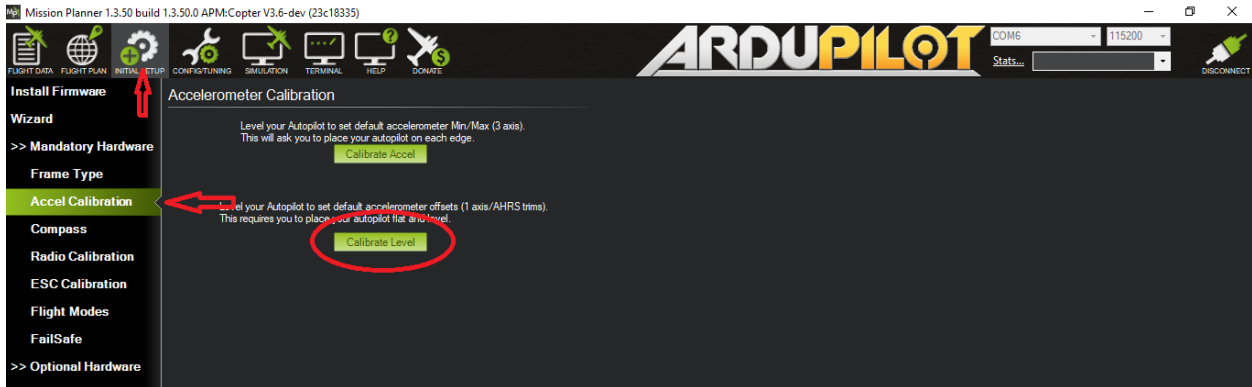 Mission Planner 1.3.50 build 1.3.50.0 APM:Copter V3.6-dev (23c18335)
FLIGHT DATA FLIGHT PLAN INITIAL SETUP CONFIG/TUNING SIMULATION TERMINAL HELP DONATE
ARDUPILOT
COM6 115200
Stats...
DISCONNECT
Install Firmware
Wizard
>> Mandatory Hardware
Frame Type
Accel Calibration
Compass
Radio Calibration
ESC Calibration
Flight Modes
FailSafe
>> Optional Hardware
Accelerometer Calibration
Level your Autopilot to set default accelerometer Min/Max (3 axis).
This will ask you to place your autopilot on each edge.
Calibrate Accel
Level your Autopilot to set default accelerometer offsets (1 axis/AHRS trims).
This requires you to place your autopilot flat and level.
Calibrate Level